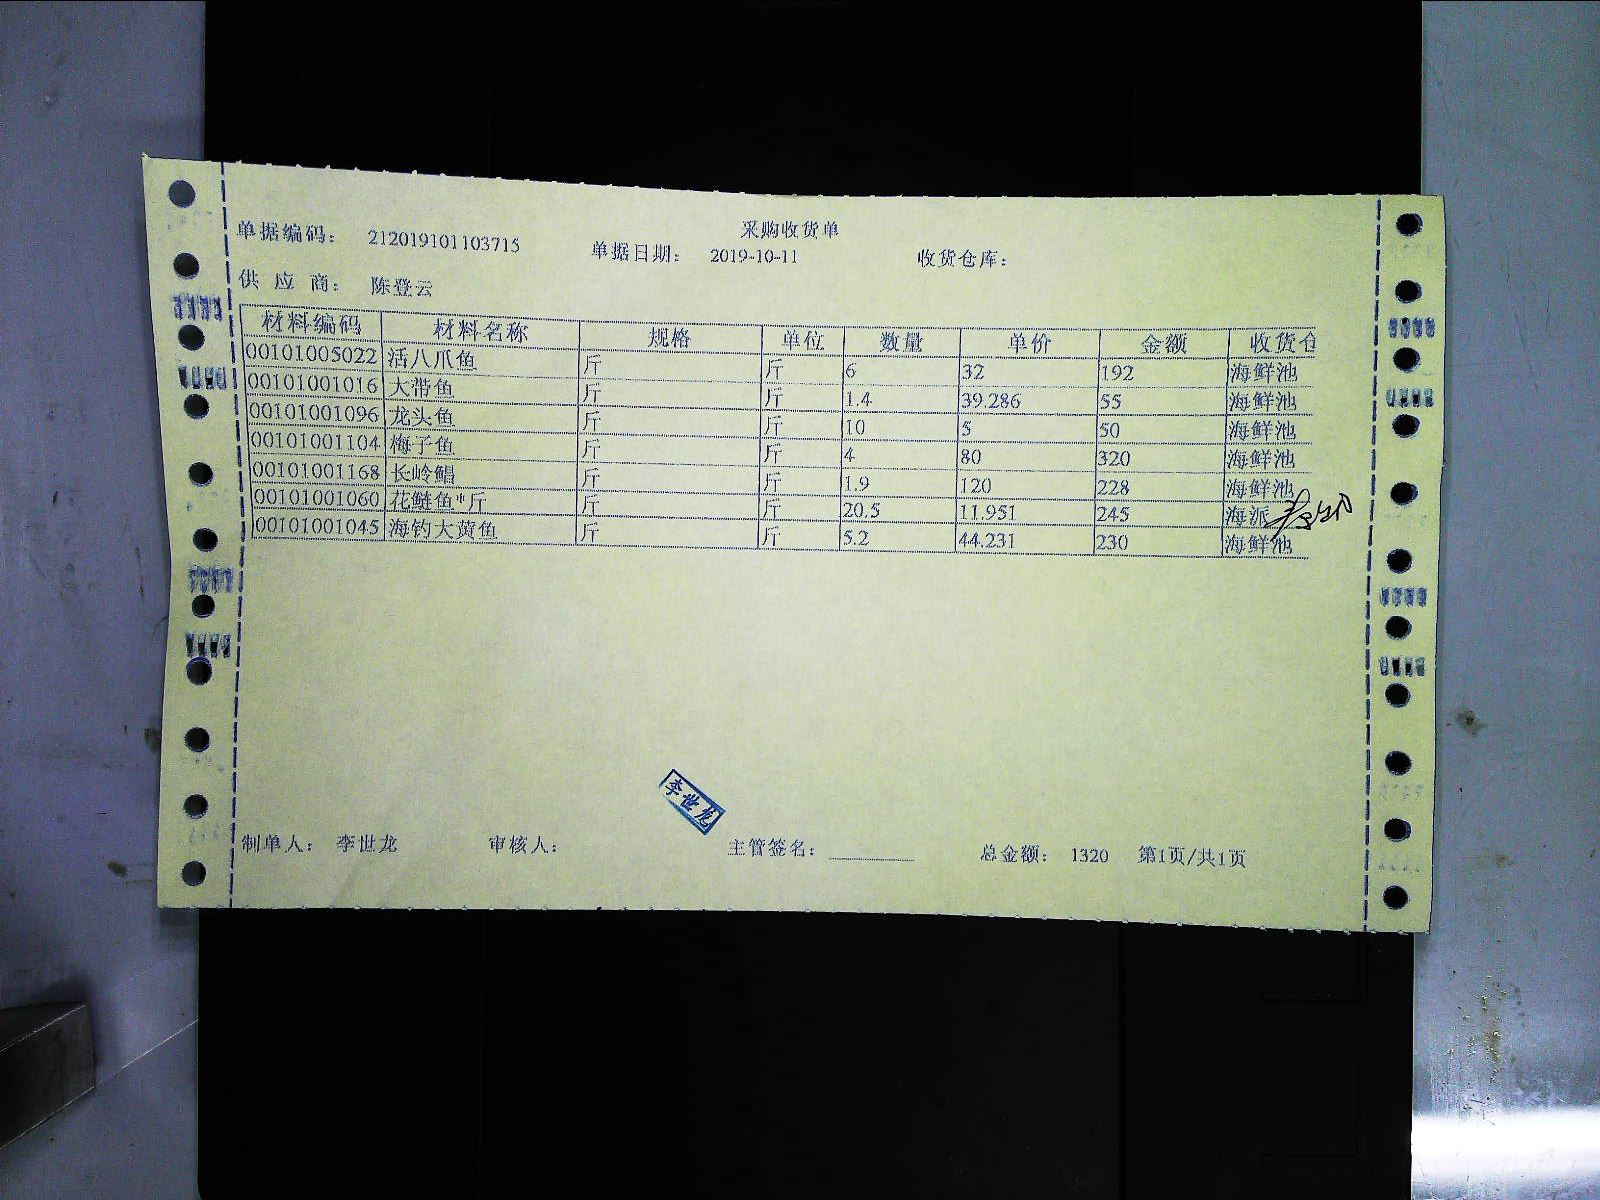 采购收货单
单据编码： 212019101103715 单据日期： 2019-10-11 收货仓库：
供 应 商： 陈登云
材料编码 材料名称 规格 单位 数量 单价 金额 收货仓
00101005022 活八爪鱼 斤 斤 6 32 192 海鲜池
00101001016 大带鱼 斤 斤 1.4 39.286 55 海鲜池
00101001096 龙头鱼 斤 斤 10 5 50 海鲜池
00101001104 梅子鱼 斤 斤 4 80 320 海鲜池
00101001168 长岭鲳 斤 斤 1.9 120 228 海鲜池
00101001060 花鲢鱼*斤 斤 斤 20.5 11.951 245 海派
00101001045 海钓大黄鱼 斤 斤 5.2 44.231 230 海鲜池
李世龙
制单人： 李世龙 审核人： 主管签名： 总金额： 1320 第1页/共1页